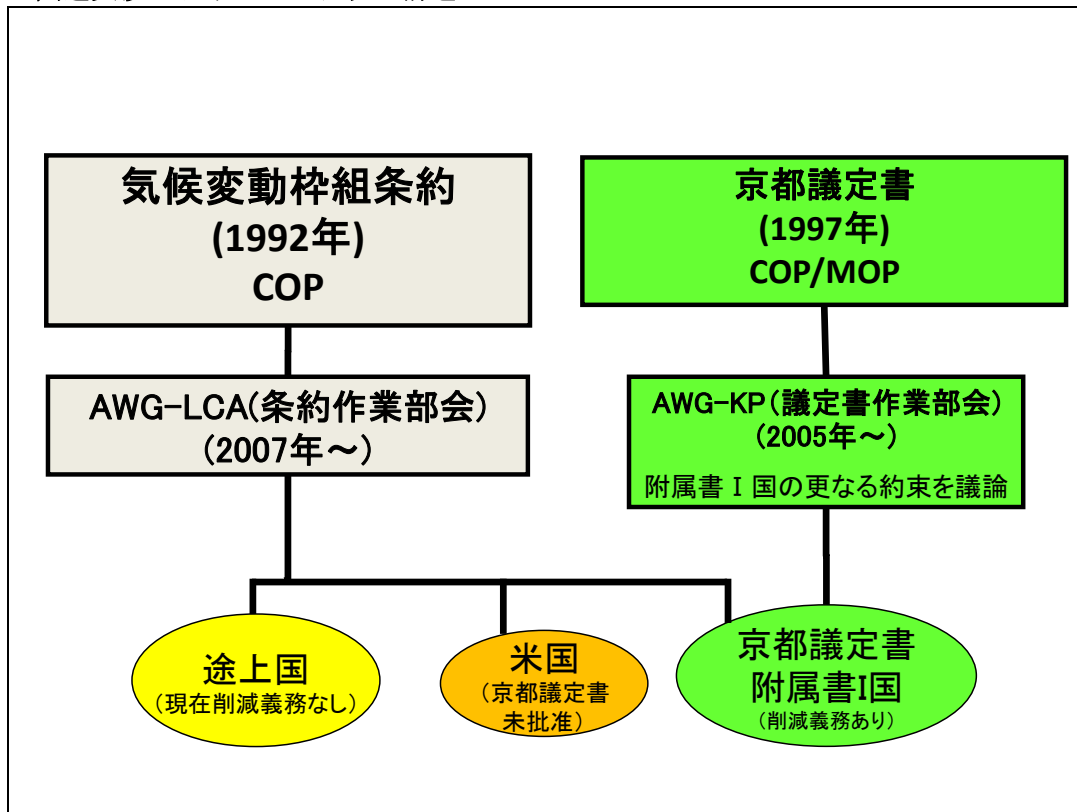 気候変動枠組条約
(1992年)
COP
京都議定書
(1997年)
COP/MOP
AWG-LCA(条約作業部会)
(2007年～)
AWG-KP(議定書作業部会)
(2005年～)
附属書Ⅰ国の更なる約束を議論
途上国
(現在削減義務なし)
米国
(京都議定書
未批准)
京都議定書
附属書I国
(削減義務あり)